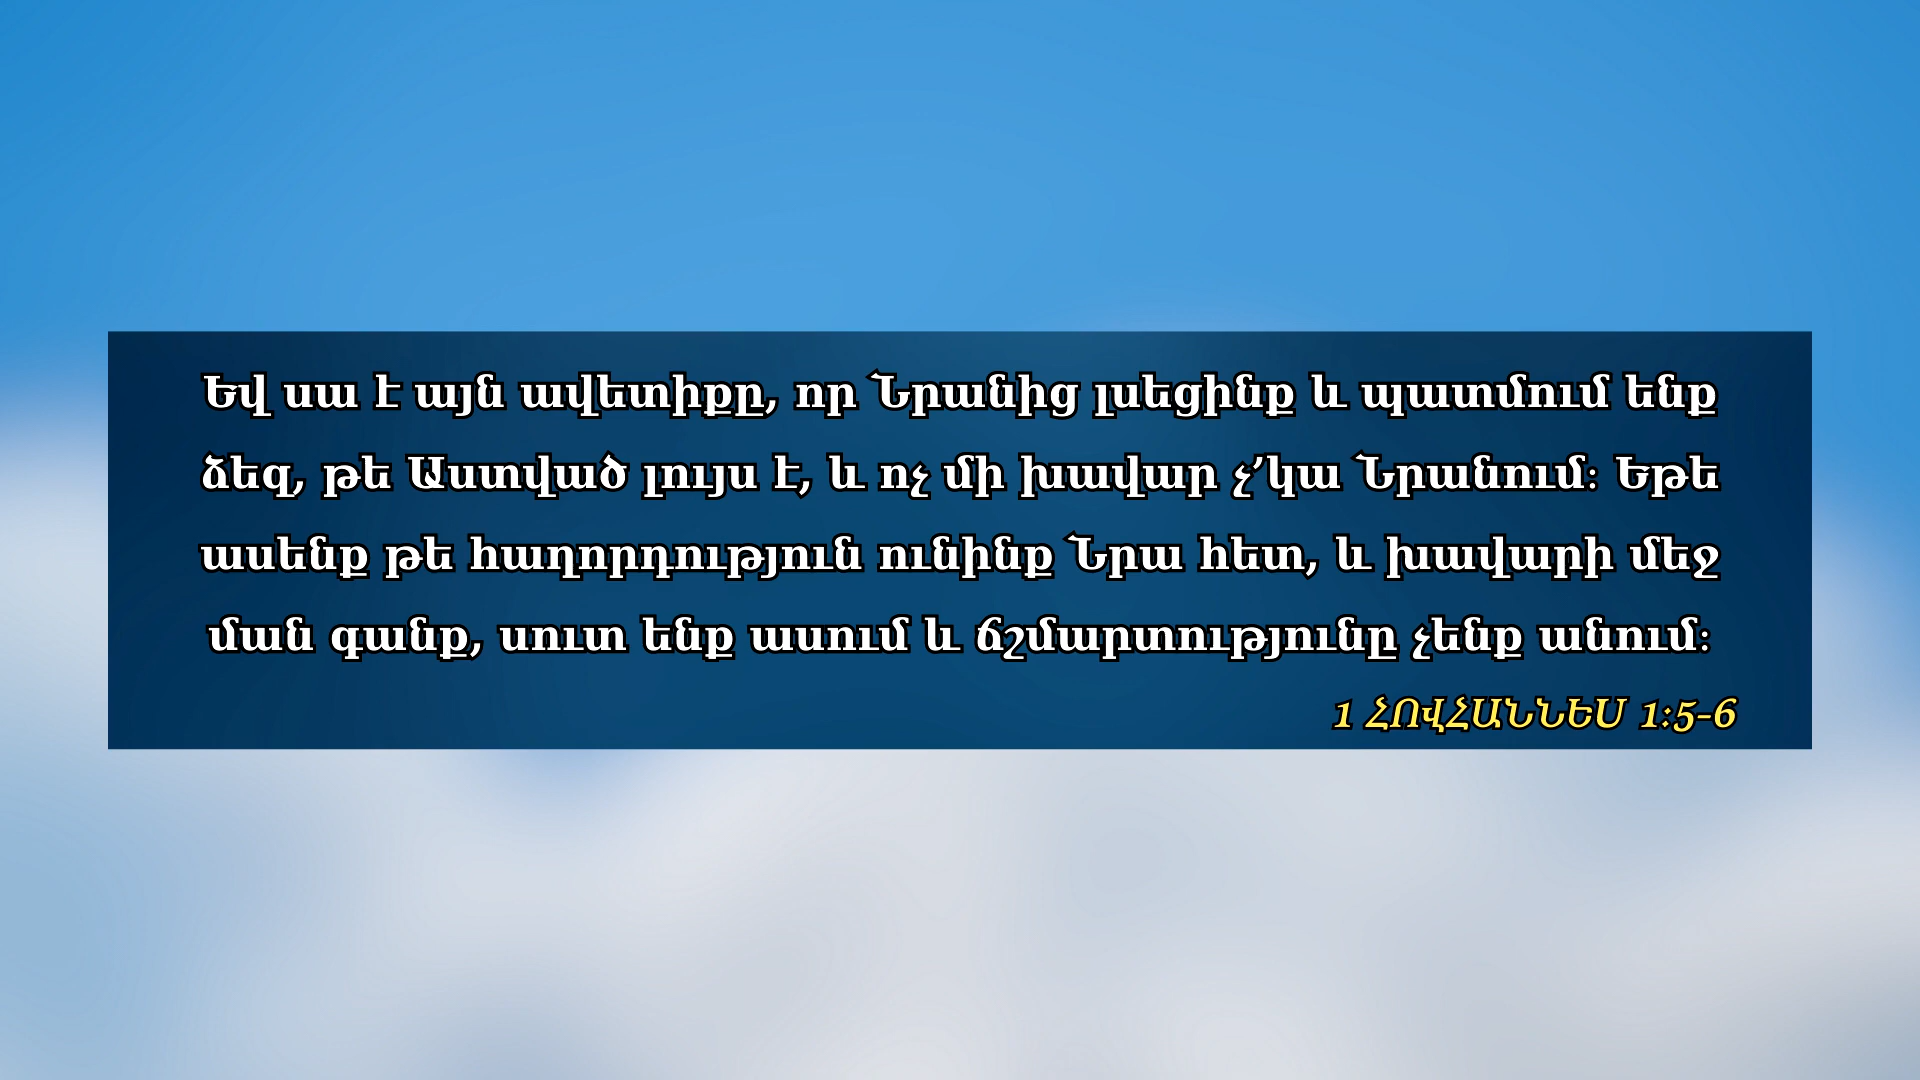 Եվ սա է այն ավետիքը, որ Նրանից լսեցինք և պատմում ենք
ձեզ, թե Աստված լույս է, և ոչ մի խավար չ’կա Նրանում։ Եթե
ասենք թե հաղորդություն ունինք Նրա հետ, և խավարի մեջ
ման գանք, սուտ ենք ասում և ճշմարտությունը չենք անում։
1 ՀՈՎՀԱՆՆԵՍ 1:5-6